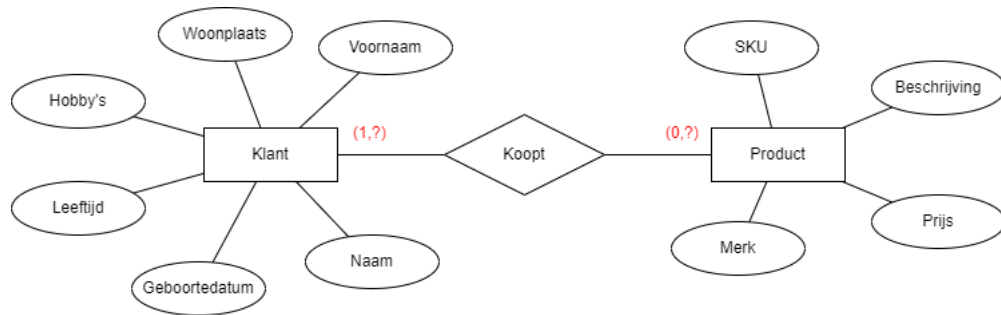 Woonplaats
Voornaam
SKU
Hobby's
Beschrijving
(1,?)
(0,?)
Klant
Koopt
Product
Leeftijd
Prijs
Merk
Naam
Geboortedatum